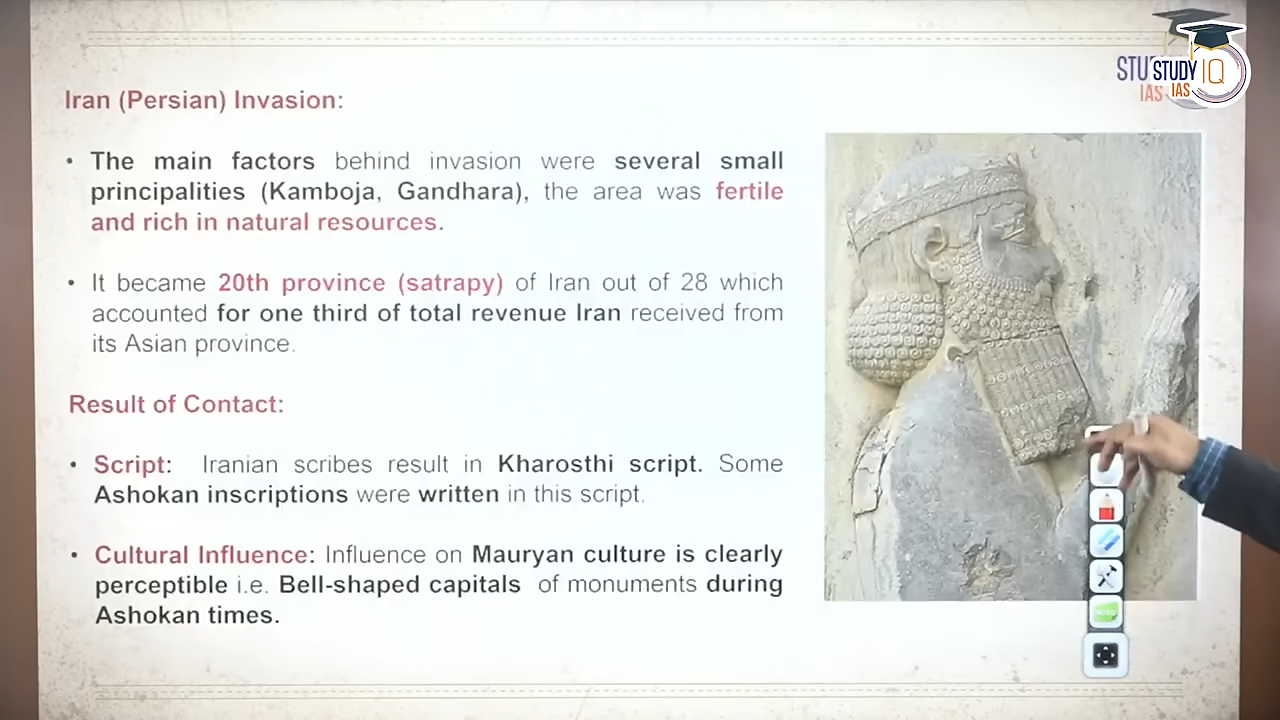 STU
IAS
STUDY IQ
IAS
Iran (Persian) Invasion:
• The main factors behind invasion were several small
principalities (Kamboja, Gandhara), the area was fertile
and rich in natural resources.
• It became 20th province (satrapy) of Iran out of 28 which
accounted for one third of total revenue Iran received from
its Asian province.
Result of Contact:
• Script: Iranian scribes result in Kharosthi script. Some
Ashokan inscriptions were written in this script.
• Cultural Influence: Influence on Mauryan culture is clearly
perceptible i.e. Bell-shaped capitals of monuments during
Ashokan times.